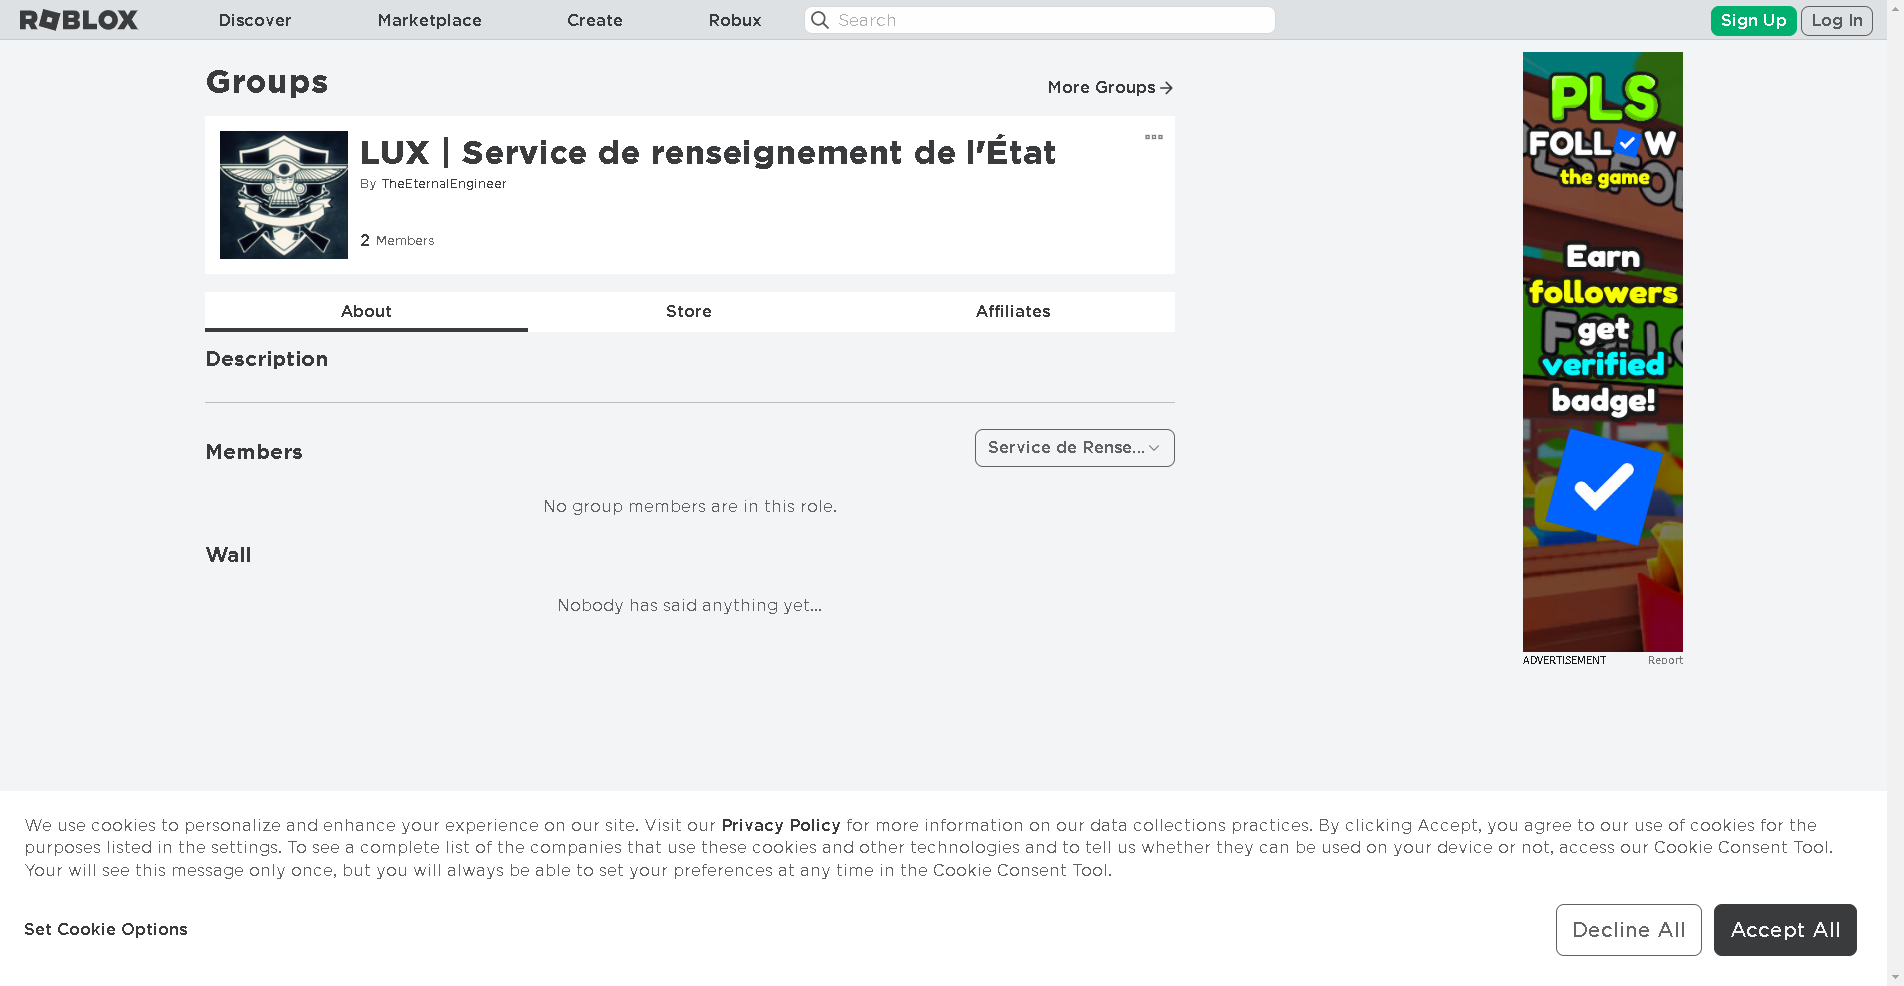 ROBLOX
Discover
Marketplace
Create
Robux
Search
Sign Up
Log In
Groups
More Groups
LUX | Service de renseignement de l'État
By TheEternalEngineer
2 Members
About
Store
Affiliates
Description
Members
Service de Rense...
No group members are in this role.
Wall
Nobody has said anything yet...
PLS
FOLLOW
the game
Earn
followers
get
verified
badge!
ADVERTISEMENT
Report
We use cookies to personalize and enhance your experience on our site. Visit our Privacy Policy for more information on our data collections practices. By clicking Accept, you agree to our use of cookies for the
purposes listed in the settings. To see a complete list of the companies that use these cookies and other technologies and to tell us whether they can be used on your device or not, access our Cookie Consent Tool.
Your will see this message only once, but you will always be able to set your preferences at any time in the Cookie Consent Tool.
Set Cookie Options
Decline All
Accept All